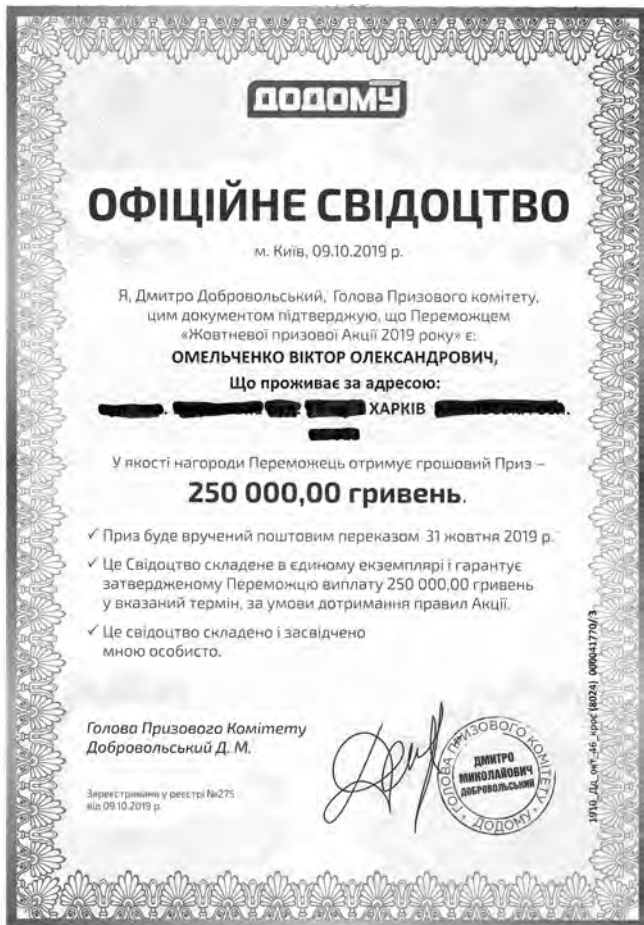 ДОДОМУ
ОФІЦІЙНЕ СВІДОЦТВО
м. Київ, 09.10.2019 р.
Я, Дмитро Добровольський, Голова Призового комітету,
цим документом підтверджую, що Переможцем
«Жовтневої призової Акції 2019 року» є:
ОМЕЛЬЧЕНКО ВІКТОР ОЛЕКСАНДРОВИЧ,
Що проживає за адресою:
ХАРКІВ
У якості нагороди Переможець отримує грошовий Приз –
250 000,00 гривень.
✓ Приз буде вручений поштовим переказом 31 жовтня 2019 р.
✓ Це Свідоцтво складене в єдиному екземплярі і гарантує
затвердженому Переможцю виплату 250 000,00 гривень
у вказаний термін, за умови дотримання правил Акції.
✓ Це свідоцтво складено і засвідчено
мною особисто.
Голова Призового Комітету
Добровольський Д. М.
Зареєстровано у реєстрі №275
від 09.10.2019 р.
ГОЛОВА ПРИЗОВОГО КОМІТЕТУ
ДМИТРО
МИКОЛАЙОВИЧ
ДОБРОВОЛЬСЬКИЙ
ДОДОМУ
(8024) 000041770/3